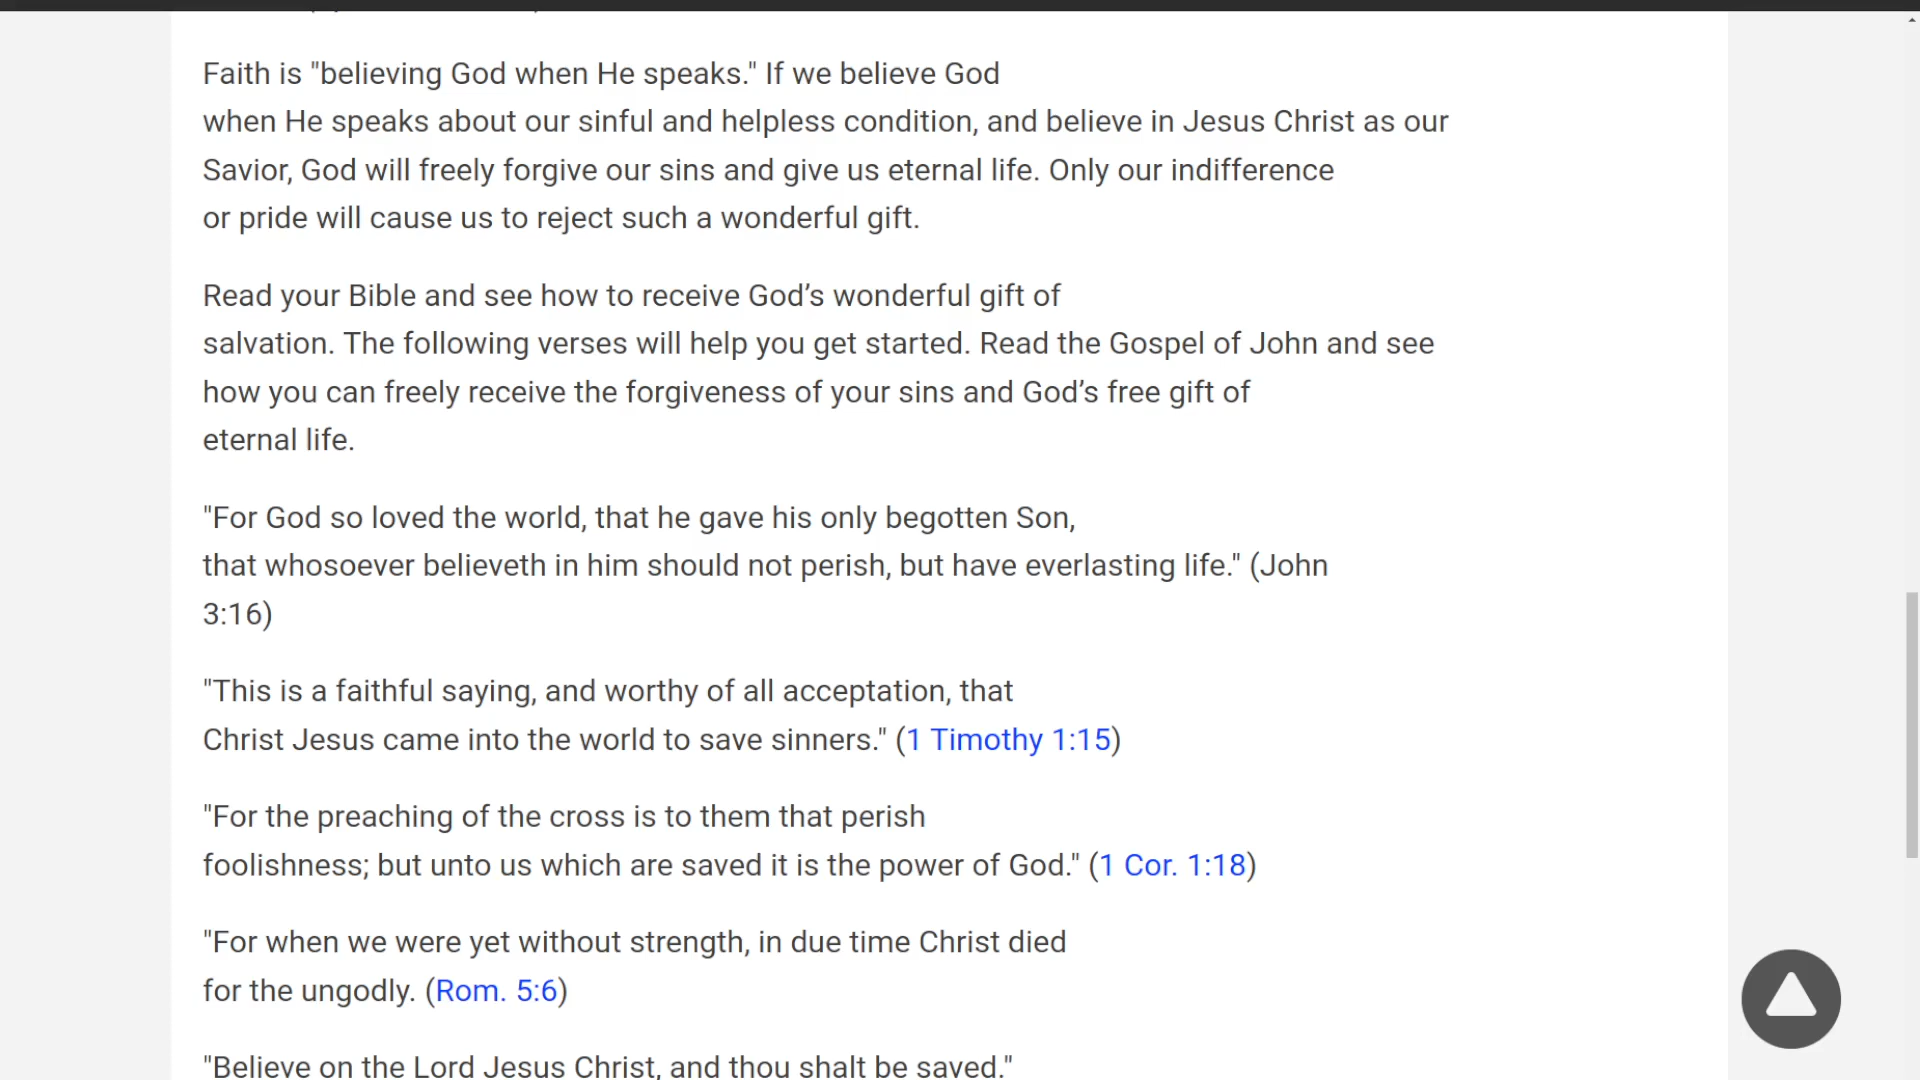 Faith is "believing God when He speaks." If we believe God
when He speaks about our sinful and helpless condition, and believe in Jesus Christ as our
Savior, God will freely forgive our sins and give us eternal life. Only our indifference
or pride will cause us to reject such a wonderful gift.
Read your Bible and see how to receive God’s wonderful gift of
salvation. The following verses will help you get started. Read the Gospel of John and see
how you can freely receive the forgiveness of your sins and God’s free gift of
eternal life.
"For God so loved the world, that he gave his only begotten Son,
that whosoever believeth in him should not perish, but have everlasting life." (John
3:16)
"This is a faithful saying, and worthy of all acceptation, that
Christ Jesus came into the world to save sinners." (1 Timothy 1:15)
"For the preaching of the cross is to them that perish
foolishness; but unto us which are saved it is the power of God." (1 Cor. 1:18)
"For when we were yet without strength, in due time Christ died
for the ungodly. (Rom. 5:6)
"Believe on the Lord Jesus Christ, and thou shalt be saved."